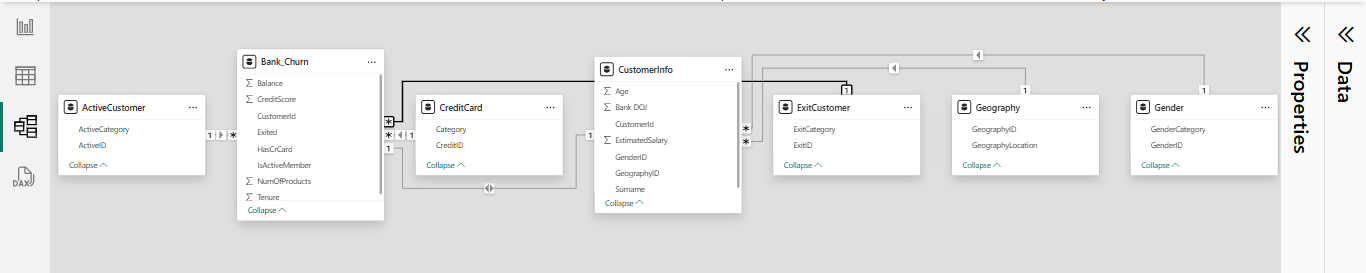 DAX
ActiveCustomer
ActiveCategory
ActiveID
Collapse
1
*
Bank_Churn
Balance
CreditScore
CustomerId
Exited
HasCrCard
IsActiveMember
NumOfProducts
Tenure
Collapse
*
*
1
1
CreditCard
Category
CreditID
Collapse
1
CustomerInfo
Age
Bank DOJ
CustomerId
EstimatedSalary
GenderID
GeographyID
Surname
Collapse
*
*
1
ExitCustomer
ExitCategory
ExitID
Collapse
1
Geography
GeographyID
GeographyLocation
Collapse
1
Gender
GenderCategory
GenderID
Collapse
Properties
Data